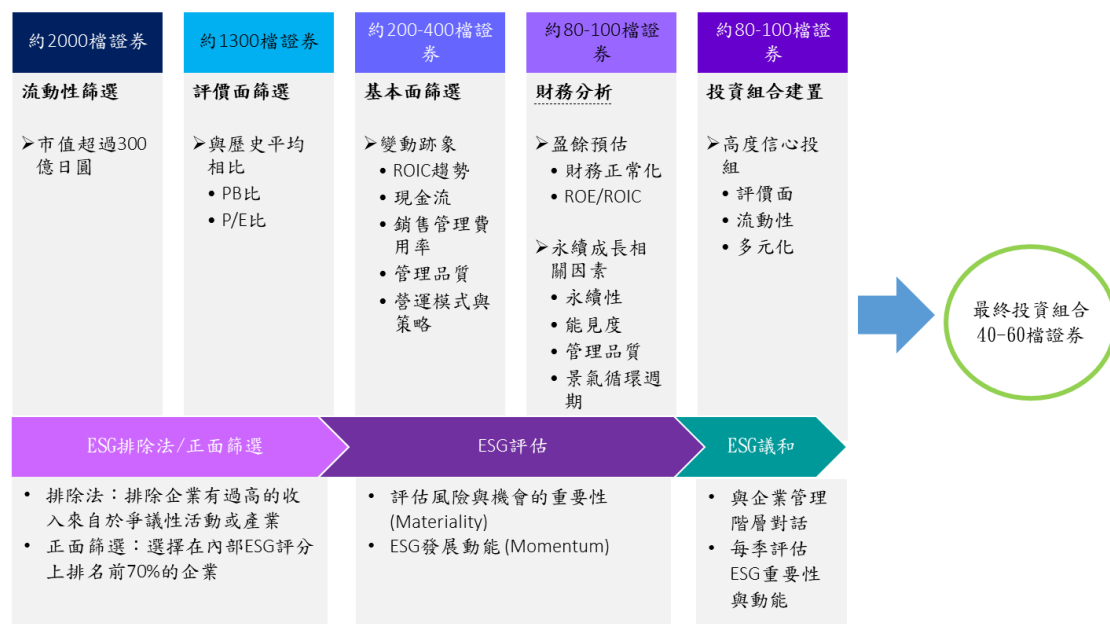 約2000檔證券
流動性篩選
➢市值超過300
億日圓
約1300檔證券
評價面篩選
➢與歷史平均
相比
• PB比
• P/E比
約200-400檔證
券
基本面篩選
➢變動跡象
• ROIC趨勢
• 現金流
• 銷售管理費
用率
• 管理品質
• 營運模式與
策略
約80-100檔證
券
財務分析
➢盈餘預估
• 財務正常化
• ROE/ROIC
➢永續成長相
關因素
• 永續性
• 能見度
• 管理品質
• 景氣循環週
期
約80-100檔證
券
投資組合建置
➢高度信心投
組
• 評價面
• 流動性
• 多元化
最終投資組合
40-60檔證券
ESG排除法/正面篩選
• 排除法：排除企業有過高的收
入來自於爭議性活動或產業
• 正面篩選：選擇在內部ESG評分
上排名前70%的企業
ESG評估
• 評估風險與機會的重要性
(Materiality)
• ESG發展動能 (Momentum)
ESG議和
• 與企業管理
階層對話
• 每季評估
ESG重要性
與動能